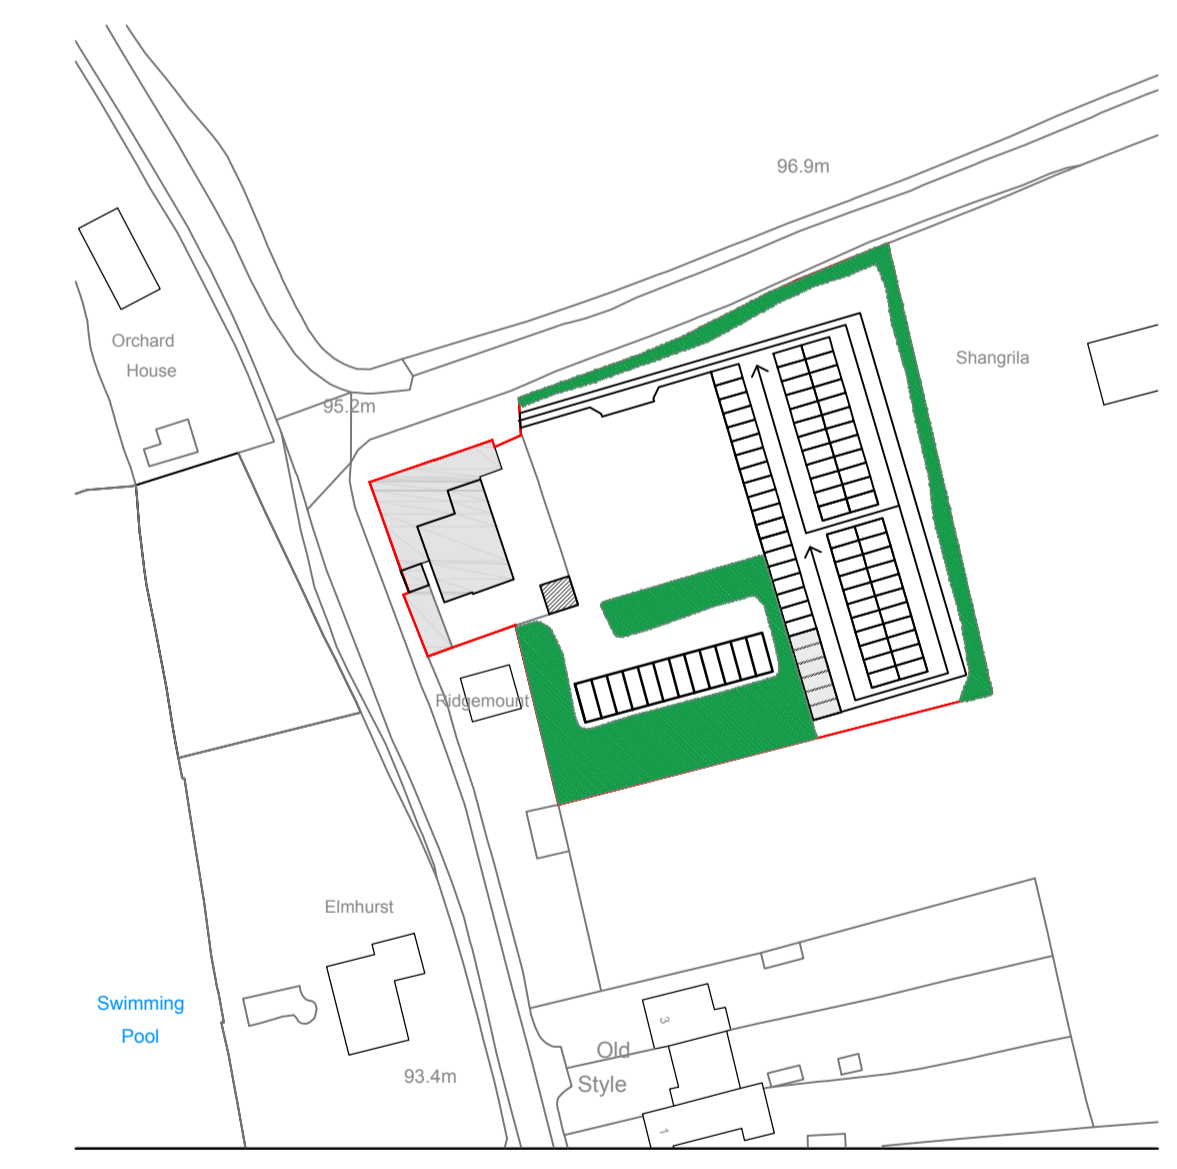 96.9m
Orchard
House
Shangrila
95.2m
Ridgemount
Elmhurst
Swimming
Pool
3
Old
Style
93.4m
1